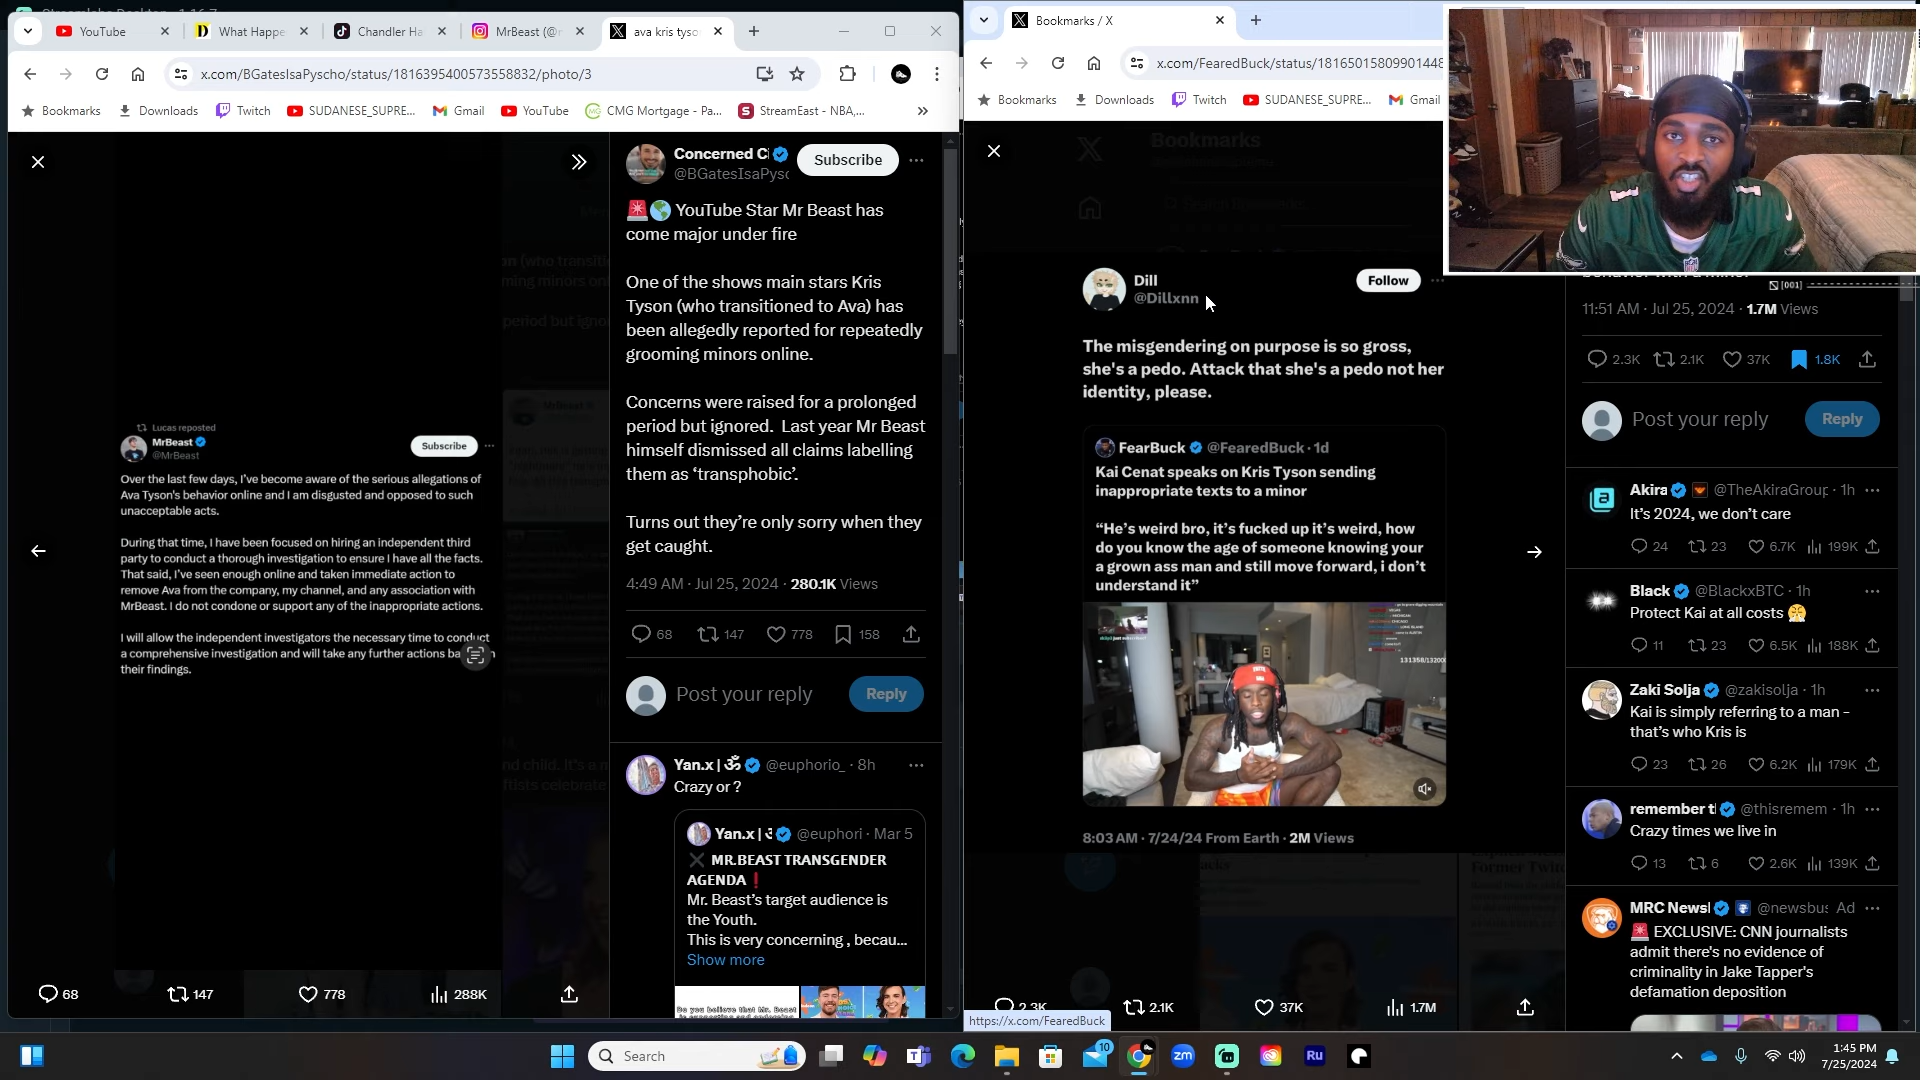 YouTube
What Happe
Chandler Ha
MrBeast (@r
ava kris tyso
x.com/BGatesIsaPyscho/status/1816395400573558832/photo/3
Bookmarks
Downloads
Twitch
SUDANESE_SUPRE...
Gmail
YouTube
CMG Mortgage - Pa...
StreamEast - NBA,...
Lucas reposted
MrBeast
@MrBeast
Subscribe
Over the last few days, I've become aware of the serious allegations of
Ava Tyson's behavior online and I am disgusted and opposed to such
unacceptable acts.
During that time, I have been focused on hiring an independent third
party to conduct a thorough investigation to ensure I have all the facts.
That said, I've seen enough online and taken immediate action to
remove Ava from the company, my channel, and any association with
MrBeast. I do not condone or support any of the inappropriate actions.
I will allow the independent investigators the necessary time to conduct
a comprehensive investigation and will take any further actions ba
their findings.
68
147
778
288K
Concerned Ci
@BGatesIsaPysc
Subscribe
🚨🌎 YouTube Star Mr Beast has
come major under fire
One of the shows main stars Kris
Tyson (who transitioned to Ava) has
been allegedly reported for repeatedly
grooming minors online.
Concerns were raised for a prolonged
period but ignored. Last year Mr Beast
himself dismissed all claims labelling
them as ‘transphobic’.
Turns out they’re only sorry when they
get caught.
4:49 AM · Jul 25, 2024 · 280.1K Views
68
147
778
158
Post your reply
Reply
Yan.x | ॐ @euphorio_ · 8h
Crazy or ?
Yan.x | @euphori · Mar 5
❌ MR.BEAST TRANSGENDER
AGENDA❗
Mr. Beast’s target audience is
the Youth.
This is very concerning , becau...
Show more
Bookmarks / X
x.com/FearedBuck/status/18165015809901448
Bookmarks
Downloads
Twitch
SUDANESE_SUPRE...
Gmail
Bookmarks
Dill
@Dillxnn
Follow
The misgendering on purpose is so gross,
she's a pedo. Attack that she's a pedo not her
identity, please.
FearBuck @FearedBuck · 1d
Kai Cenat speaks on Kris Tyson sending
inappropriate texts to a minor
“He’s weird bro, it’s fucked up it’s weird, how
do you know the age of someone knowing your
a grown ass man and still move forward, i don’t
understand it”
8:03 AM · 7/24/24 From Earth · 2M Views
2.3K
2.1K
37K
1.7M
https://x.com/FearedBuck
[001]
11:51 AM · Jul 25, 2024 · 1.7M Views
2.3K
2.1K
37K
1.8K
Post your reply
Reply
Akira @TheAkiraGroup · 1h
It’s 2024, we don’t care
24
23
6.7K
199K
Black @BlackxBTC · 1h
Protect Kai at all costs 😤
11
23
6.5K
188K
Zaki Solja @zakisolja · 1h
Kai is simply referring to a man -
that’s who Kris is
23
26
6.2K
179K
remember t @thisremem · 1h
Crazy times we live in
13
6
2.6K
139K
MRC News @newsbus Ad
🚨 EXCLUSIVE: CNN journalists
admit there's no evidence of
criminality in Jake Tapper's
defamation deposition
Search
10
zm
Ru
1:45 PM
7/25/2024